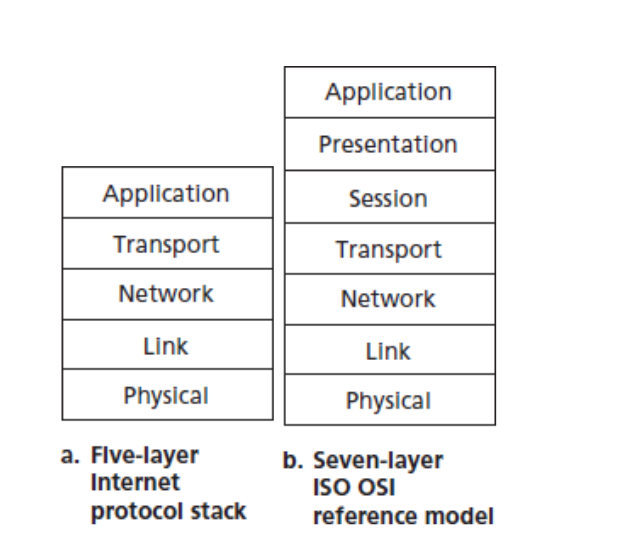 Application
Transport
Network
Link
Physical
a. Five-layer
Internet
protocol stack
Application
Presentation
Session
Transport
Network
Link
Physical
b. Seven-layer
ISO OSI
reference model